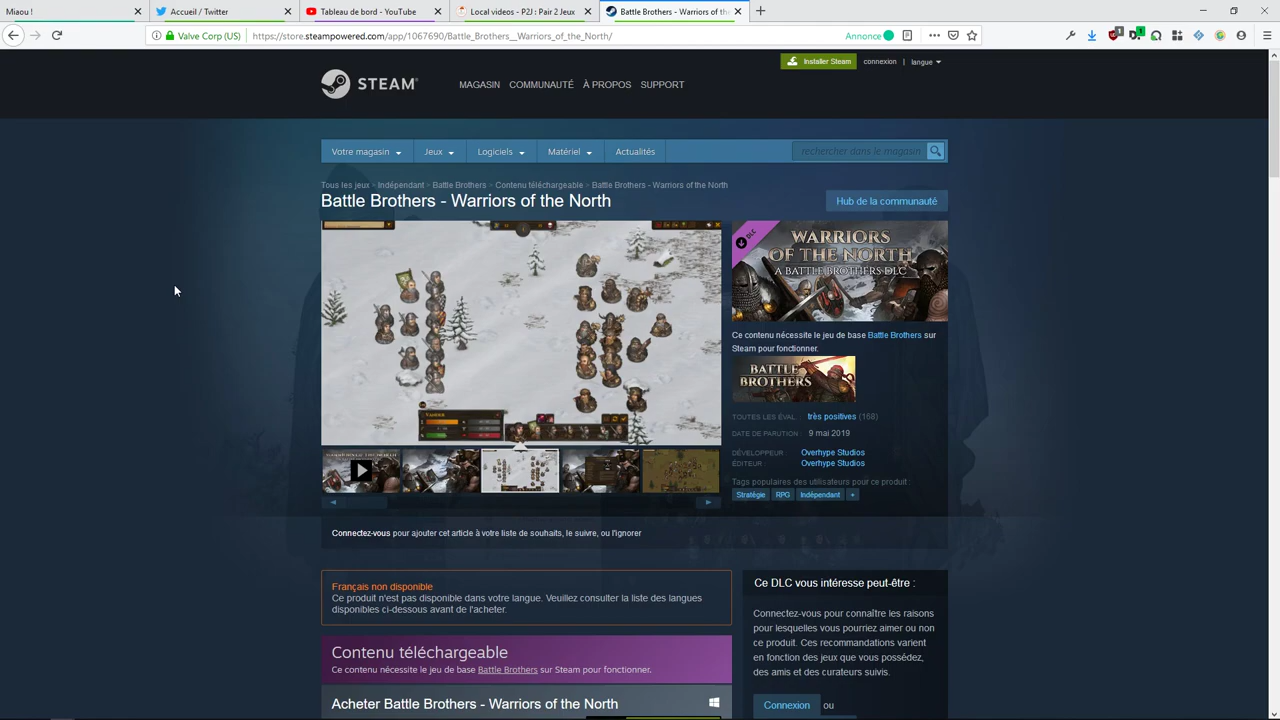 Miaou !
Accueil / Twitter
Tableau de bord - YouTube
Local videos - P2J : Pair 2 Jeux
Battle Brothers - Warriors of the
Valve Corp (US)
https://store.steampowered.com/app/1067690/Battle_Brothers__Warriors_of_the_North/
Annonce
STEAM
MAGASIN COMMUNAUTÉ À PROPOS SUPPORT
Installer Steam
connexion | langue
Votre magasin
Jeux
Logiciels
Matériel
Actualités
rechercher dans le magasin
Tous les jeux > Indépendant > Battle Brothers > Contenu téléchargeable > Battle Brothers - Warriors of the North
Battle Brothers - Warriors of the North
Hub de la communauté
DLC
WARRIORS
OF THE NORTH
A BATTLE BROTHERS DLC
Ce contenu nécessite le jeu de base Battle Brothers sur
Steam pour fonctionner.
BATTLE
BROTHERS
TOUTES LES ÉVAL. : très positives (168)
DATE DE PARUTION : 9 mai 2019
DÉVELOPPEUR : Overhype Studios
ÉDITEUR : Overhype Studios
Tags populaires des utilisateurs pour ce produit :
Stratégie RPG Indépendant +
Connectez-vous pour ajouter cet article à votre liste de souhaits, le suivre, ou l'ignorer
Français non disponible
Ce produit n'est pas disponible dans votre langue. Veuillez consulter la liste des langues
disponibles ci-dessous avant de l'acheter.
Contenu téléchargeable
Ce contenu nécessite le jeu de base Battle Brothers sur Steam pour fonctionner.
Acheter Battle Brothers - Warriors of the North
Ce DLC vous intéresse peut-être :
Connectez-vous pour connaître les raisons
pour lesquelles vous pourriez aimer ou non
ce produit. Ces recommandations varient
en fonction des jeux que vous possédez,
des amis et des curateurs suivis.
Connexion ou